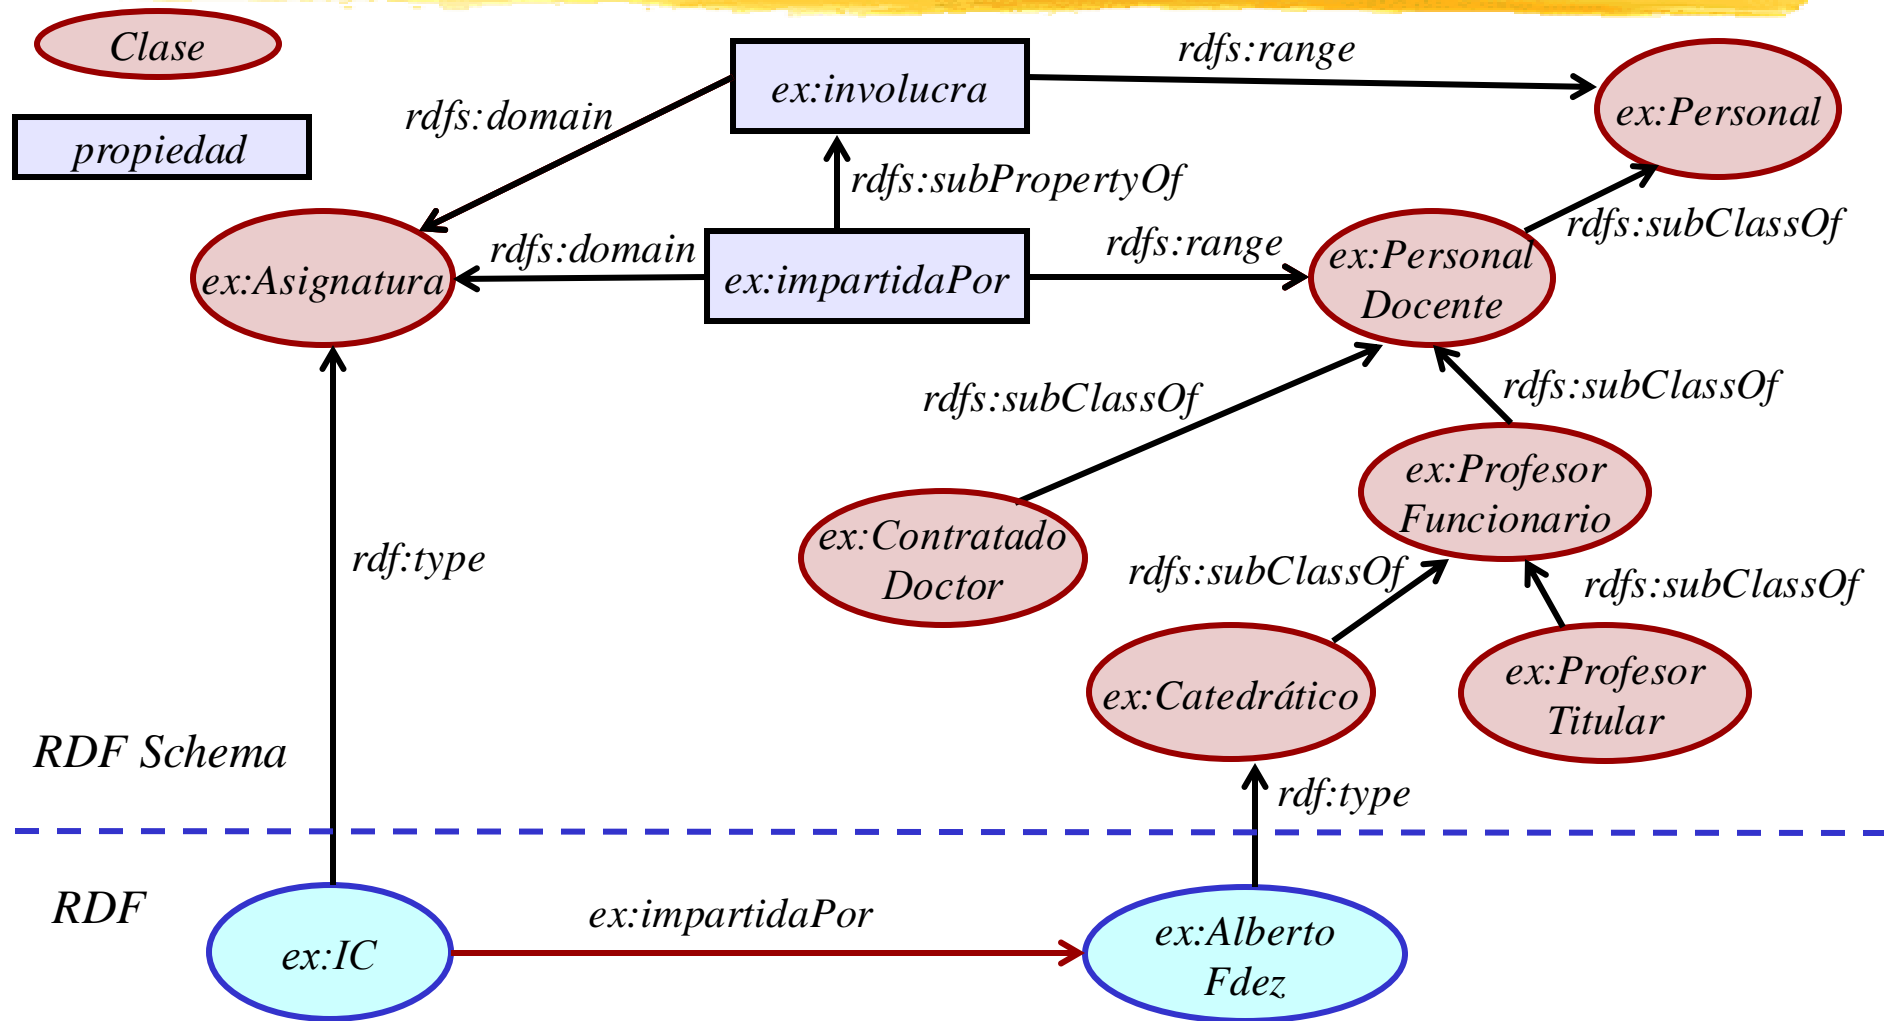 Clase
propiedad
ex:involucra
rdfs:range
ex:Personal
rdfs:domain
rdfs:subPropertyOf
rdfs:subClassOf
ex:Asignatura
rdfs:domain
ex:impartidaPor
rdfs:range
ex:Personal
Docente
rdfs:subClassOf
rdfs:subClassOf
ex:Profesor
Funcionario
ex:Contratado
Doctor
rdf:type
rdfs:subClassOf
rdfs:subClassOf
ex:Catedrático
ex:Profesor
Titular
RDF Schema
rdf:type
RDF
ex:IC
ex:impartidaPor
ex:Alberto
Fdez